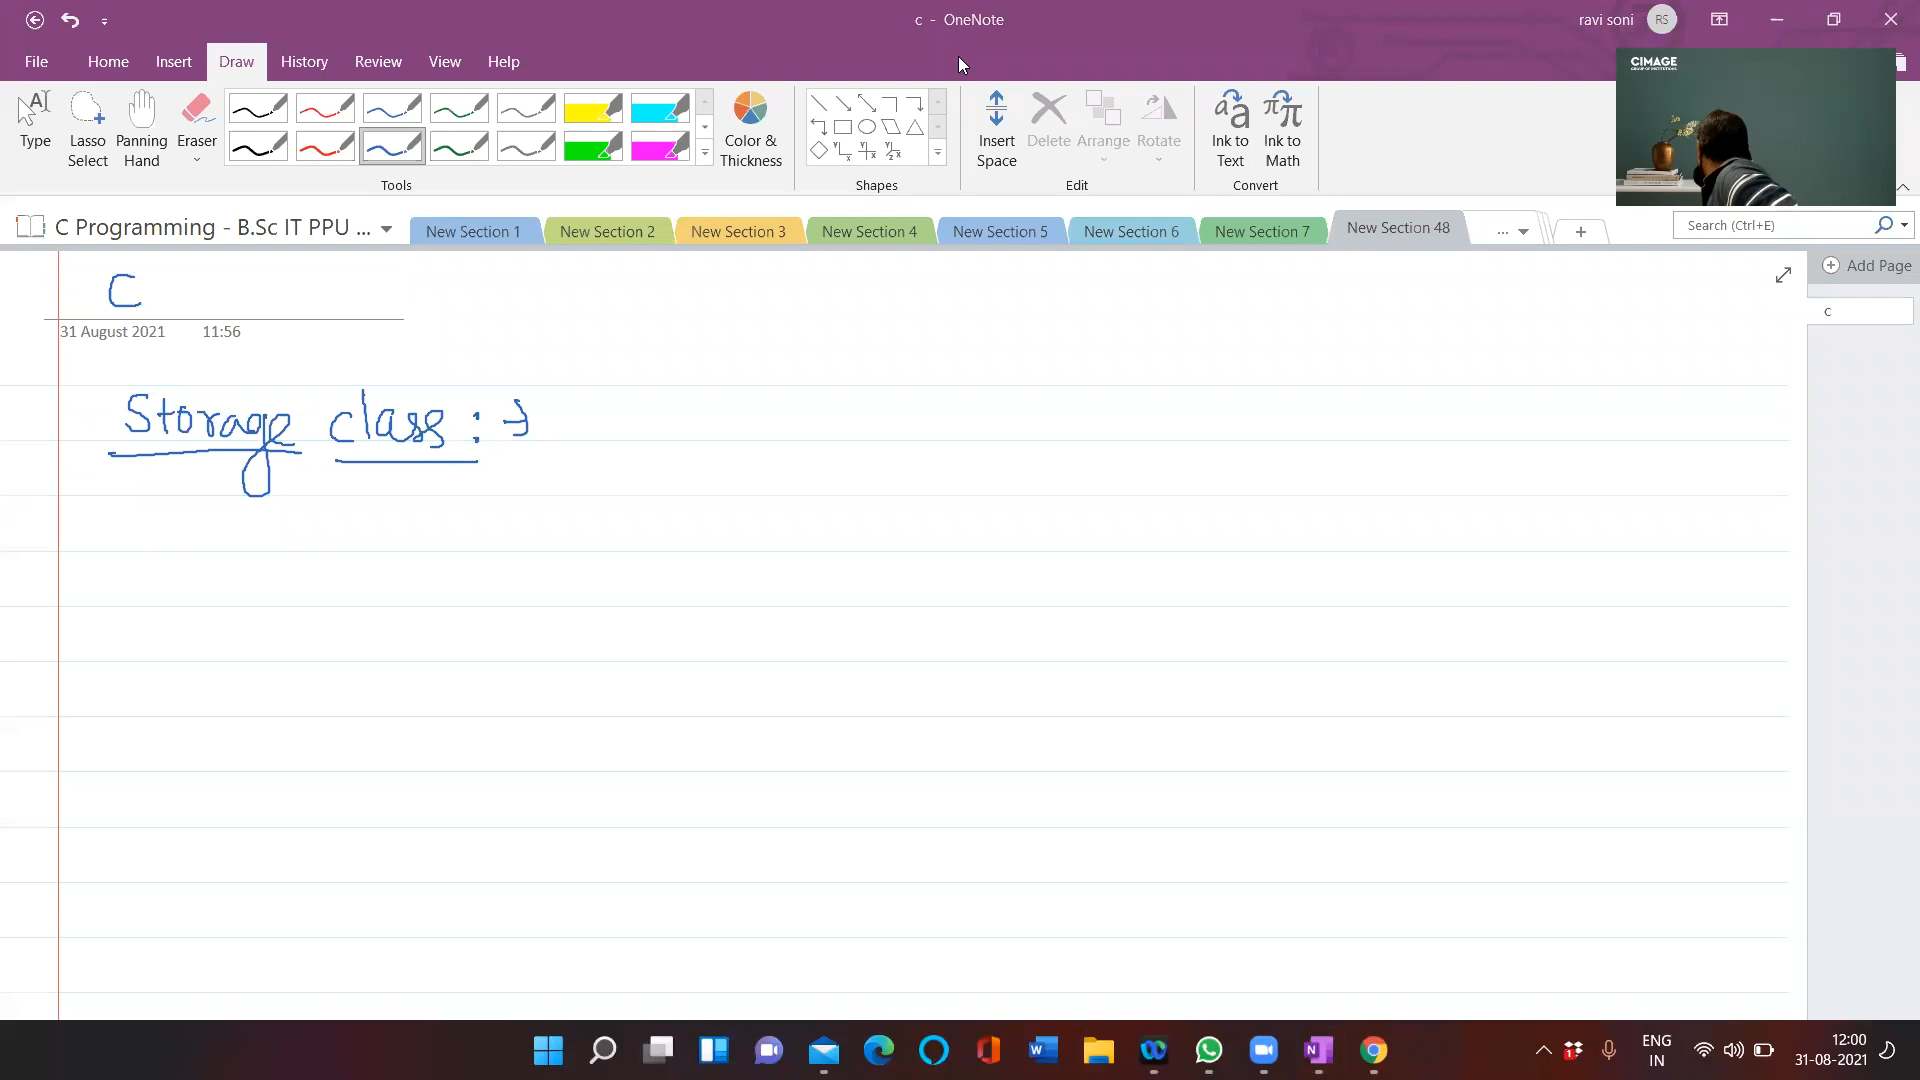 c - OneNote
ravi soni RS
File Home Insert Draw History Review View Help
CIMAGE
GROUP OF INSTITUTIONS
Type
Lasso Select
Panning Hand
Eraser
Color & Thickness
Insert Space
Delete
Arrange
Rotate
Ink to Text
Ink to Math
Tools Shapes Edit Convert
C Programming - B.Sc IT PPU ...
New Section 1 New Section 2 New Section 3 New Section 4 New Section 5 New Section 6 New Section 7 New Section 48 ...
Search (Ctrl+E)
Add Page
C
c
31 August 2021 11:56
Storage class :→
ENG
IN
12:00
31-08-2021